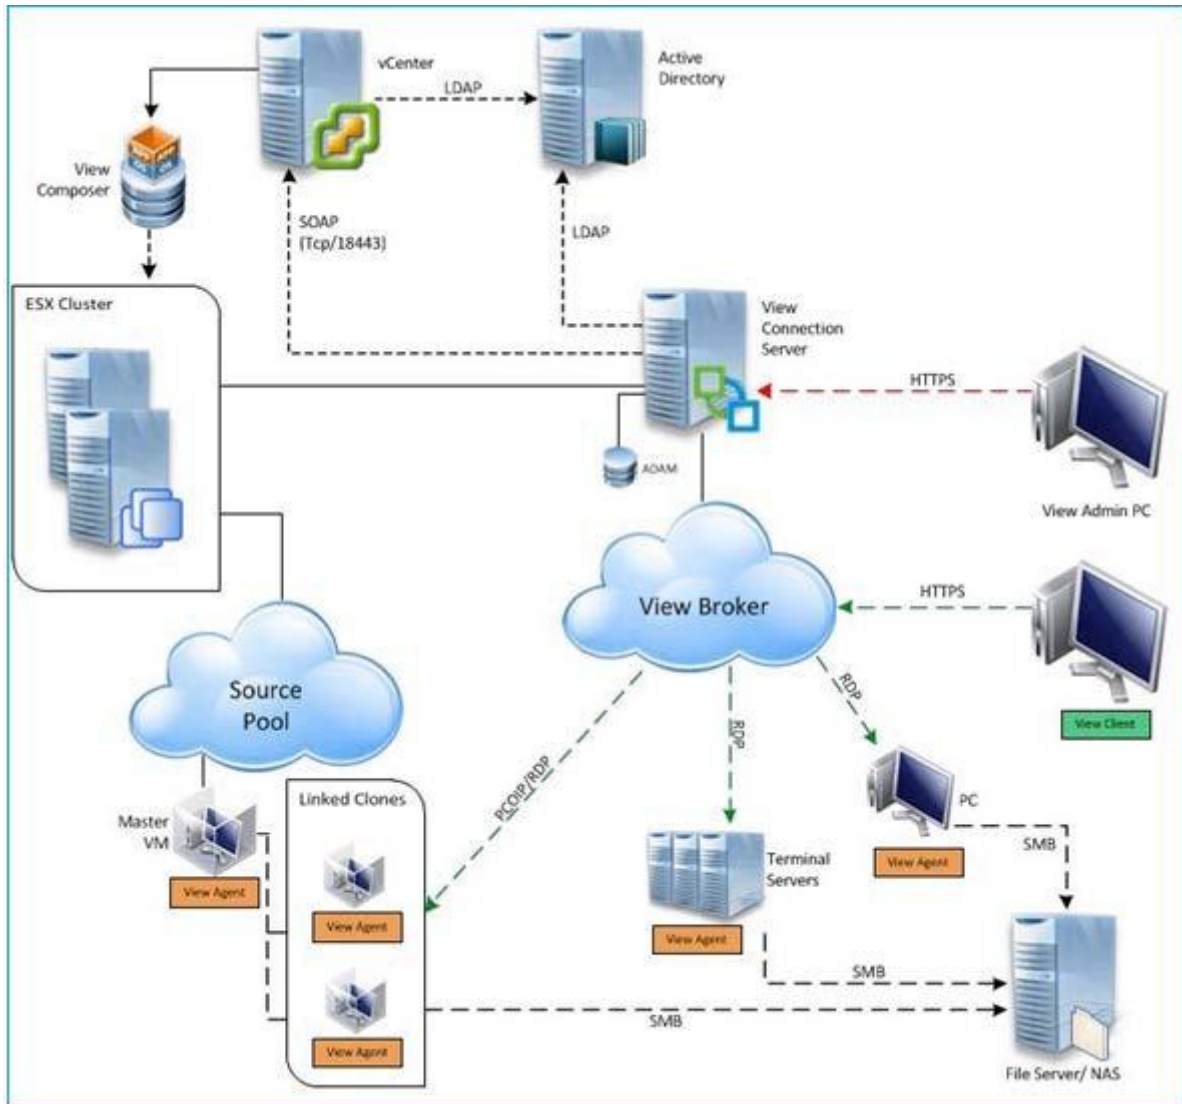 vCenter
Active
Directory
LDAP
View
Composer
SOAP
(Tcp/18443)
LDAP
ESX Cluster
View
Connection
Server
HTTPS
ADAM
View Admin PC
View Broker
HTTPS
Source
Pool
RDP
RDP
View Client
PCOIP/RDP
Linked Clones
PC
Master
VM
SMB
Terminal
Servers
View Agent
View Agent
View Agent
View Agent
SMB
SMB
View Agent
File Server/ NAS